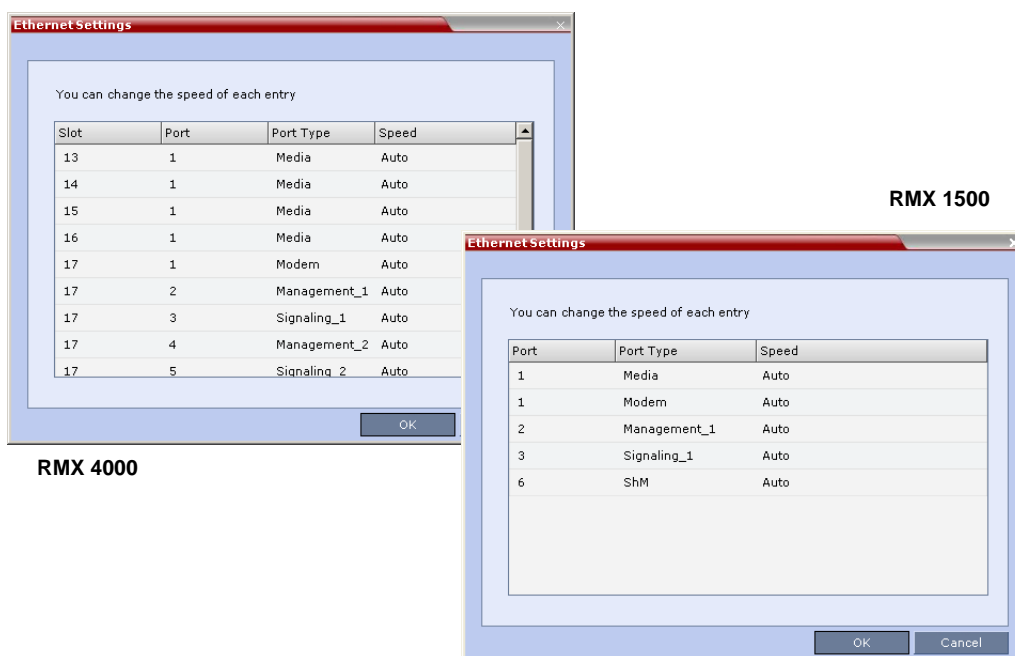 Ethernet Settings
You can change the speed of each entry
Slot Port Port Type Speed
13 1 Media Auto
14 1 Media Auto
15 1 Media Auto
16 1 Media Auto
17 1 Modem Auto
17 2 Management_1 Auto
17 3 Signaling_1 Auto
17 4 Management_2 Auto
17 5 Signaling_2 Auto
OK
RMX 4000
RMX 1500
Ethernet Settings
You can change the speed of each entry
Port Port Type Speed
1 Media Auto
1 Modem Auto
2 Management_1 Auto
3 Signaling_1 Auto
6 ShM Auto
OK Cancel